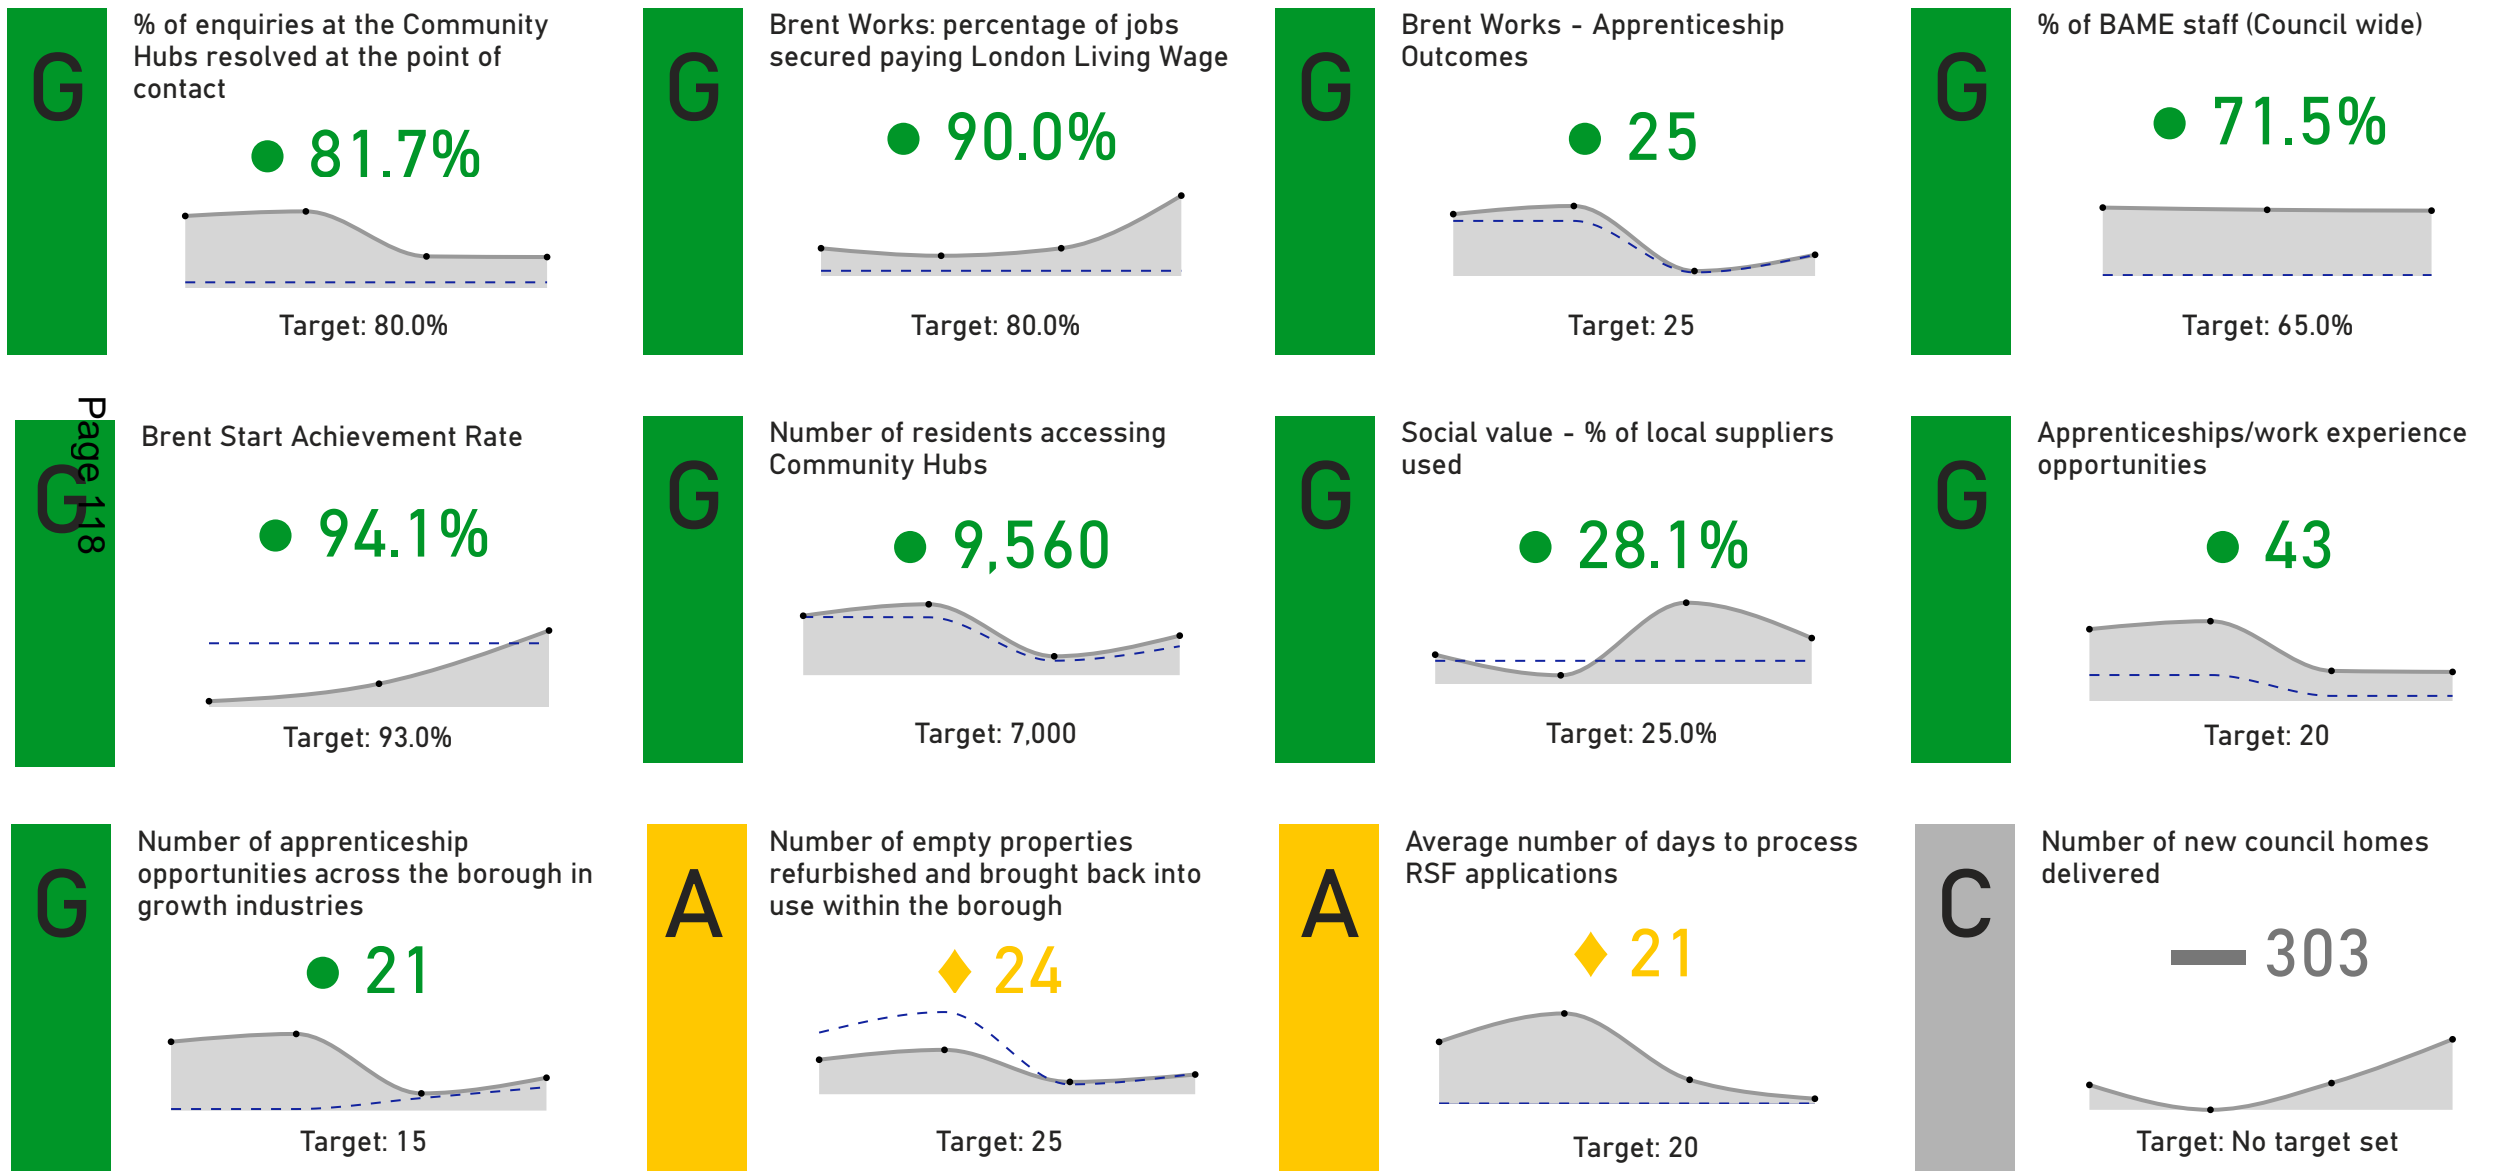 G
% of enquiries at the Community
Hubs resolved at the point of
contact
81.7%
Target: 80.0%
G
Brent Works: percentage of jobs
secured paying London Living Wage
90.0%
Target: 80.0%
G
Brent Works - Apprenticeship
Outcomes
25
Target: 25
G
% of BAME staff (Council wide)
71.5%
Target: 65.0%
Page 118
G
Brent Start Achievement Rate
94.1%
Target: 93.0%
G
Number of residents accessing
Community Hubs
9,560
Target: 7,000
G
Social value - % of local suppliers
used
28.1%
Target: 25.0%
G
Apprenticeships/work experience
opportunities
43
Target: 20
G
Number of apprenticeship
opportunities across the borough in
growth industries
21
Target: 15
A
Number of empty properties
refurbished and brought back into
use within the borough
24
Target: 25
A
Average number of days to process
RSF applications
21
Target: 20
C
Number of new council homes
delivered
303
Target: No target set